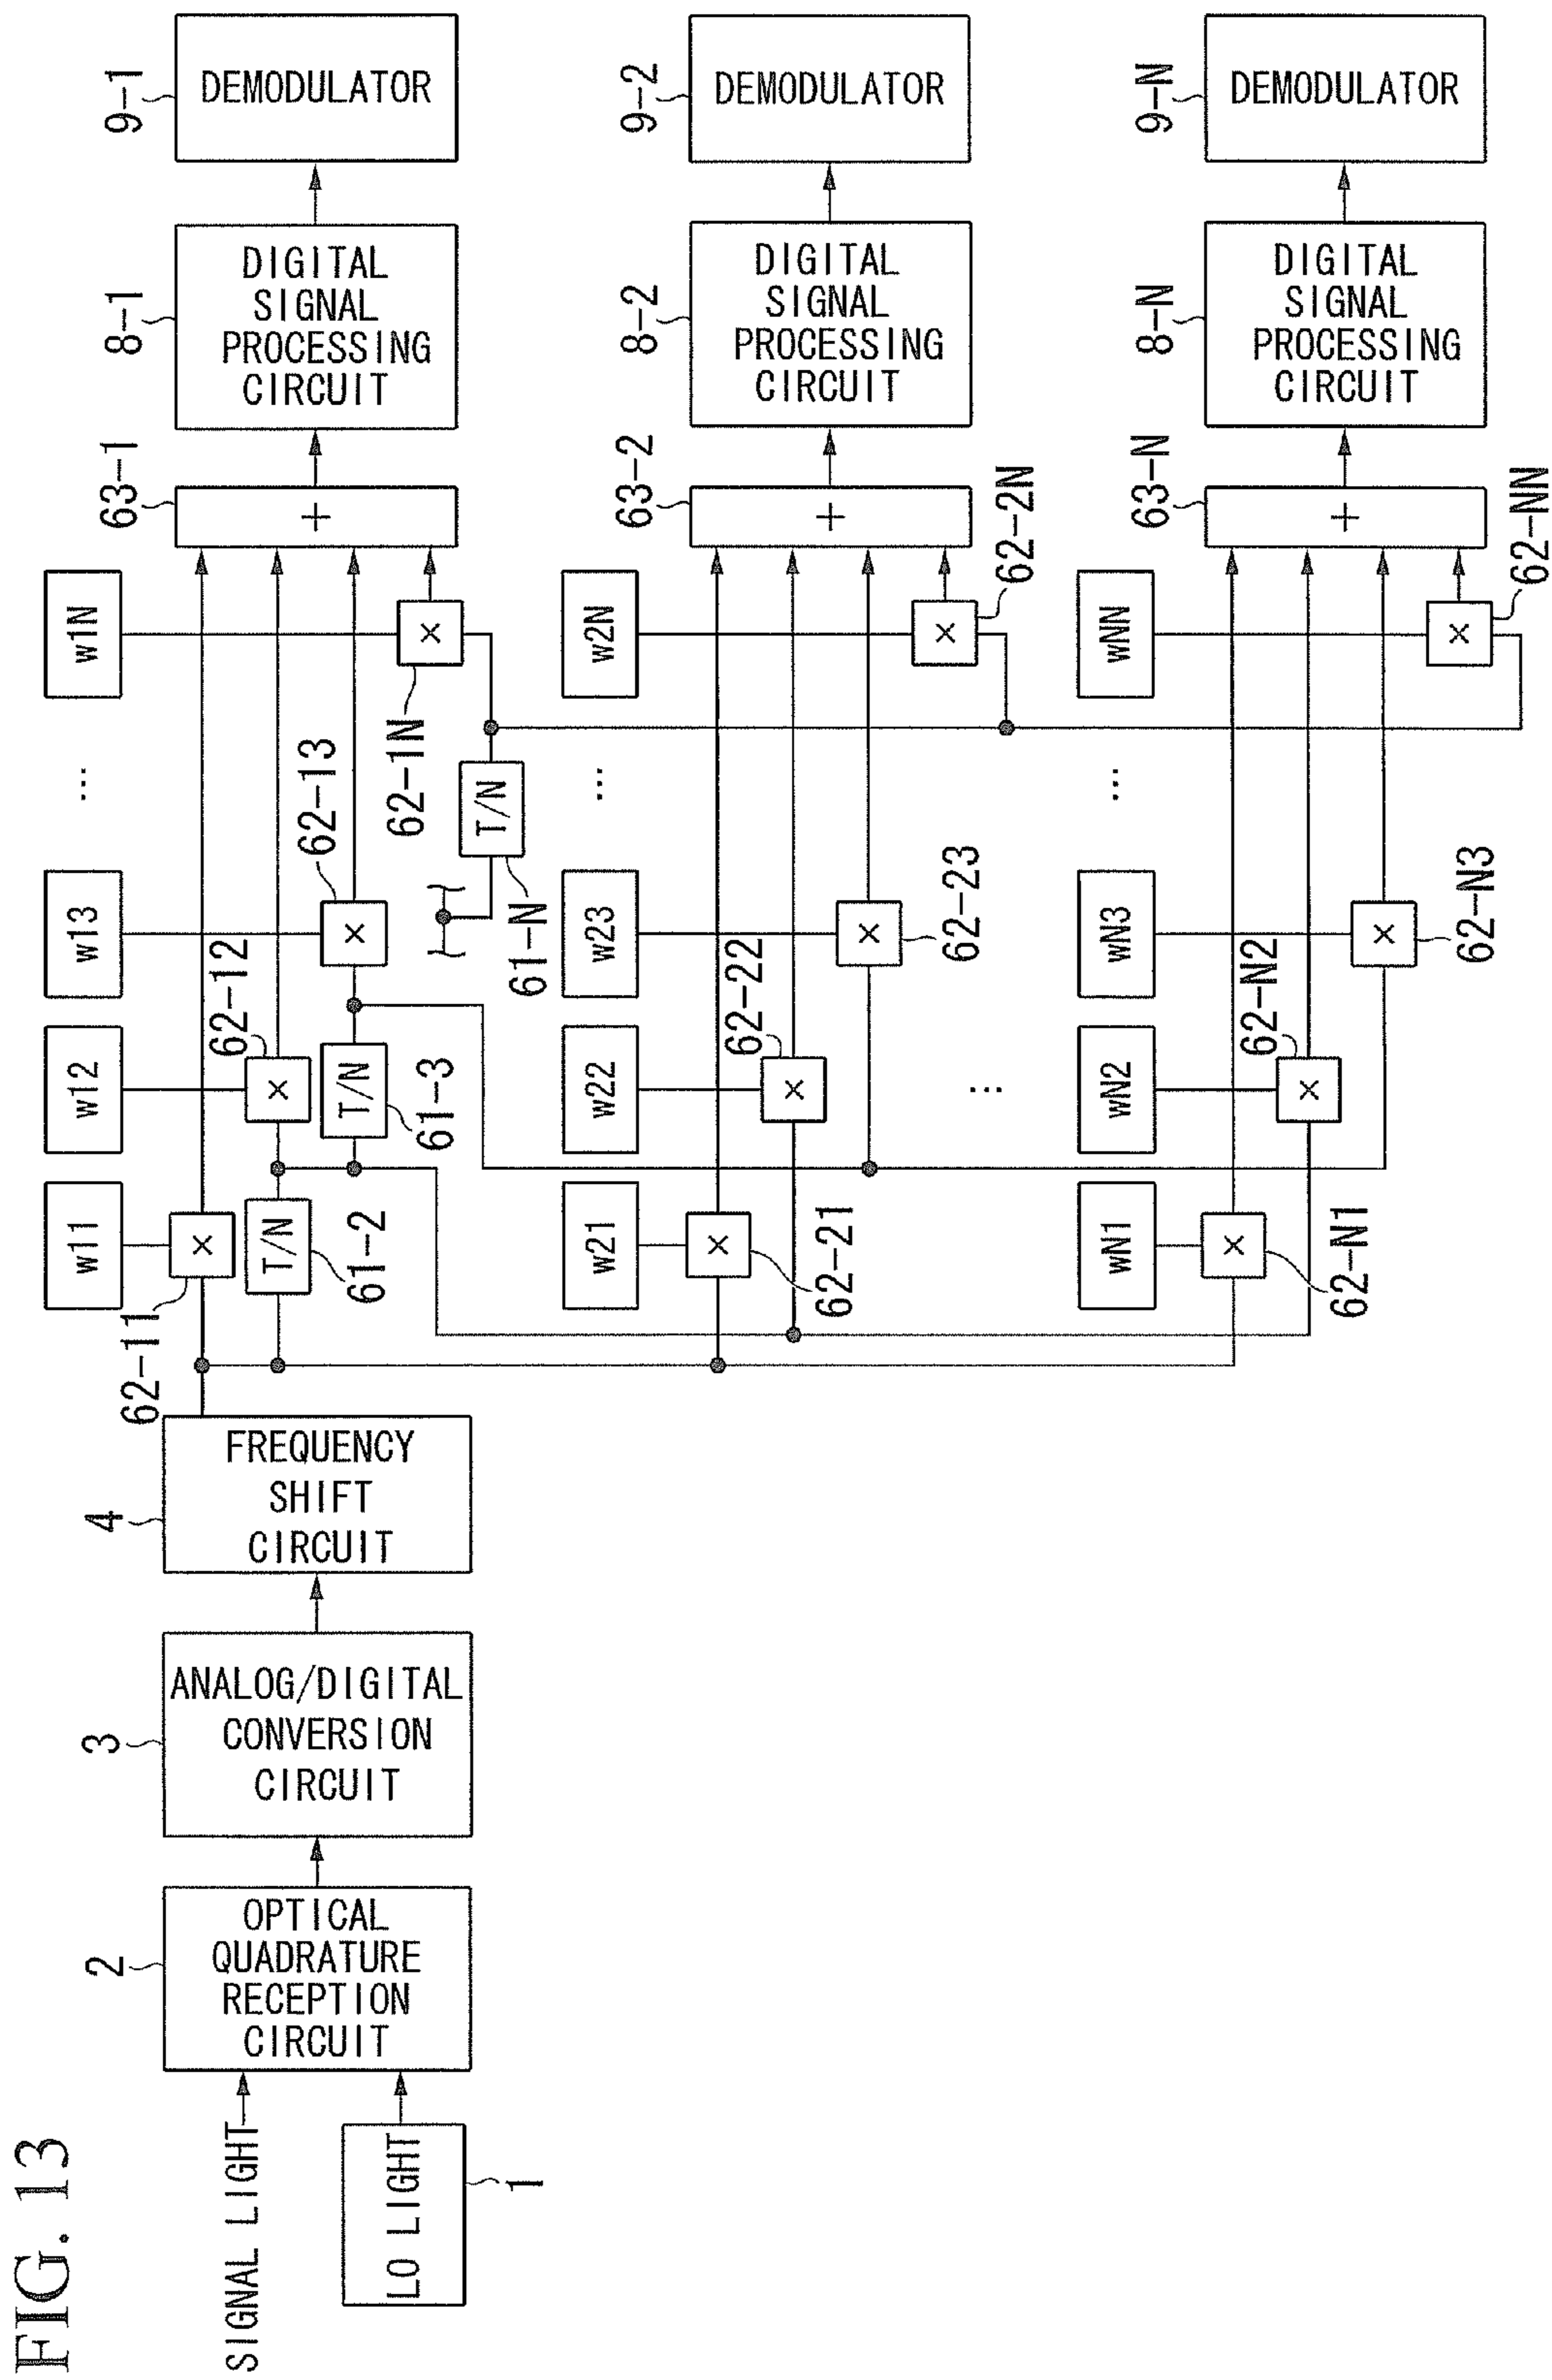 FIG. 13
SIGNAL LIGHT
LO LIGHT
1
2
OPTICAL
QUADRATURE
RECEPTION
CIRCUIT
3
ANALOG/DIGITAL
CONVERSION
CIRCUIT
4
FREQUENCY
SHIFT
CIRCUIT
w11
w12
w13
...
w1N
62-11
×
T/N
61-2
62-12
×
T/N
61-3
62-13
×
T/N
61-N
62-1N
×
63-1
+
8-1
DIGITAL
SIGNAL
PROCESSING
CIRCUIT
9-1
DEMODULATOR
w21
w22
w23
...
w2N
×
62-21
62-22
×
×
62-23
×
62-2N
63-2
+
8-2
DIGITAL
SIGNAL
PROCESSING
CIRCUIT
9-2
DEMODULATOR
...
wN1
wN2
wN3
...
wNN
×
62-N1
62-N2
×
×
62-N3
×
62-NN
63-N
+
8-N
DIGITAL
SIGNAL
PROCESSING
CIRCUIT
9-N
DEMODULATOR